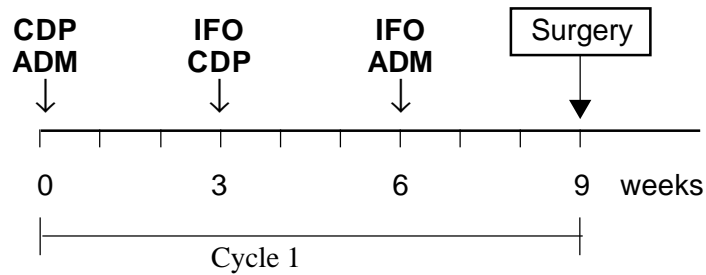 CDP IFO IFO Surgery
ADM CDP ADM
0 3 6 9 weeks
Cycle 1